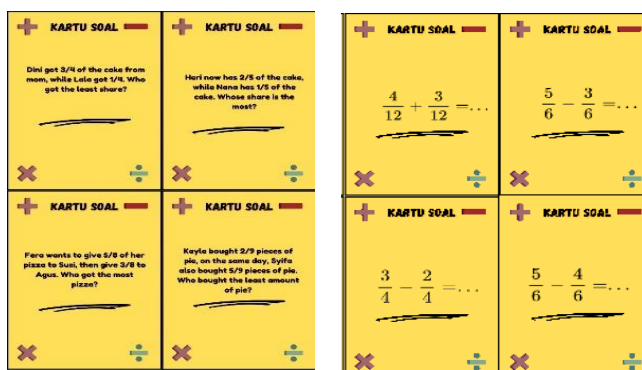 KARTU SOAL
Dini got 3/4 of the cake from
mom, while Lala got 1/4. Who
got the least share?
KARTU SOAL
Heri now has 2/5 of the cake,
while Nana has 1/5 of the
cake. Whose share is the
most?
KARTU SOAL
Fera wants to give 5/8 of her
pizza to Susi, then give 3/8 to
Agus. Who got the most
pizza?
KARTU SOAL
Kayla bought 2/9 pieces of
pie, on the same day, Syifa
also bought 5/9 pieces of pie.
Who bought the least amount
of pie?
KARTU SOAL
4/12 + 3/12 =...
KARTU SOAL
5/6 − 3/6 =...
KARTU SOAL
3/4 − 2/4 =...
KARTU SOAL
5/6 − 4/6 =...